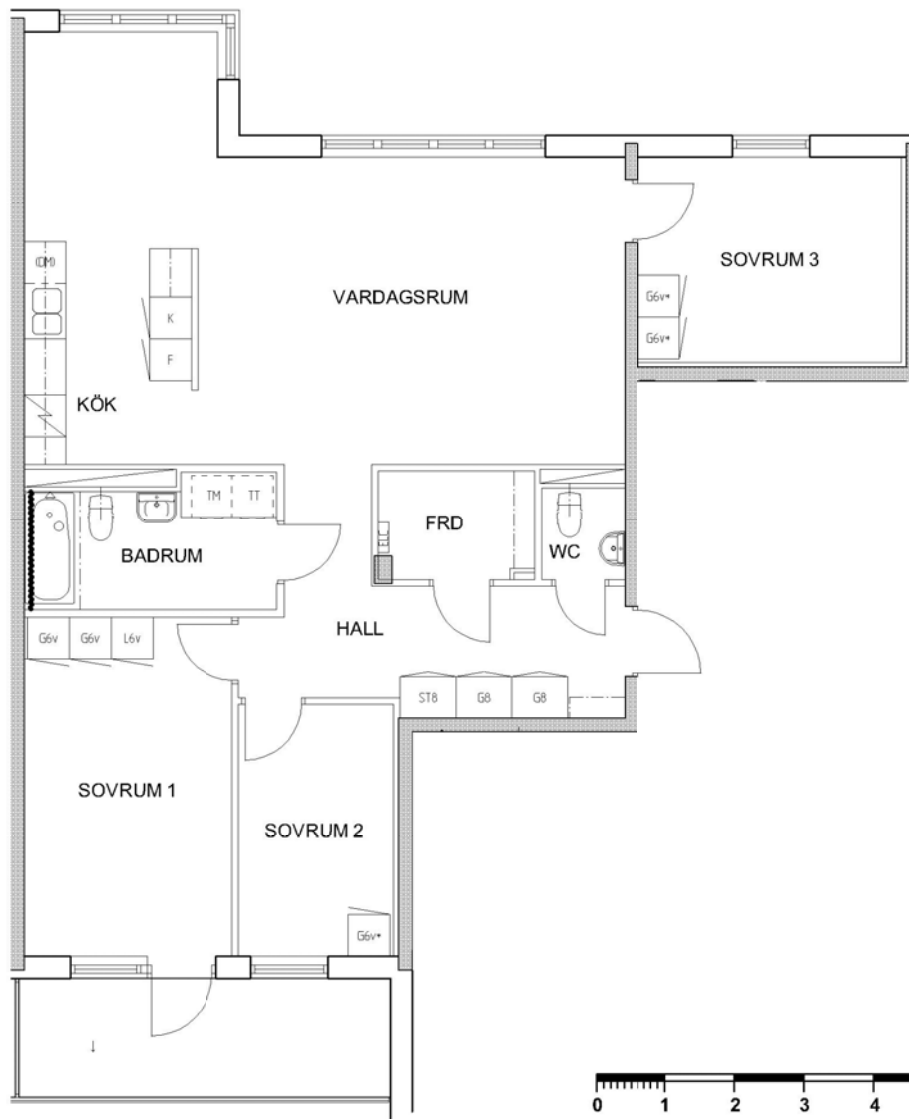 SOVRUM 3
(DM)
VARDAGSRUM
G6v*
K
G6v*
F
KÖK
TM TT
FRD
BADRUM
WC
HALL
G6v G6v L6v
ST8 G8 G8
SOVRUM 1
SOVRUM 2
G6v*
0 1 2 3 4